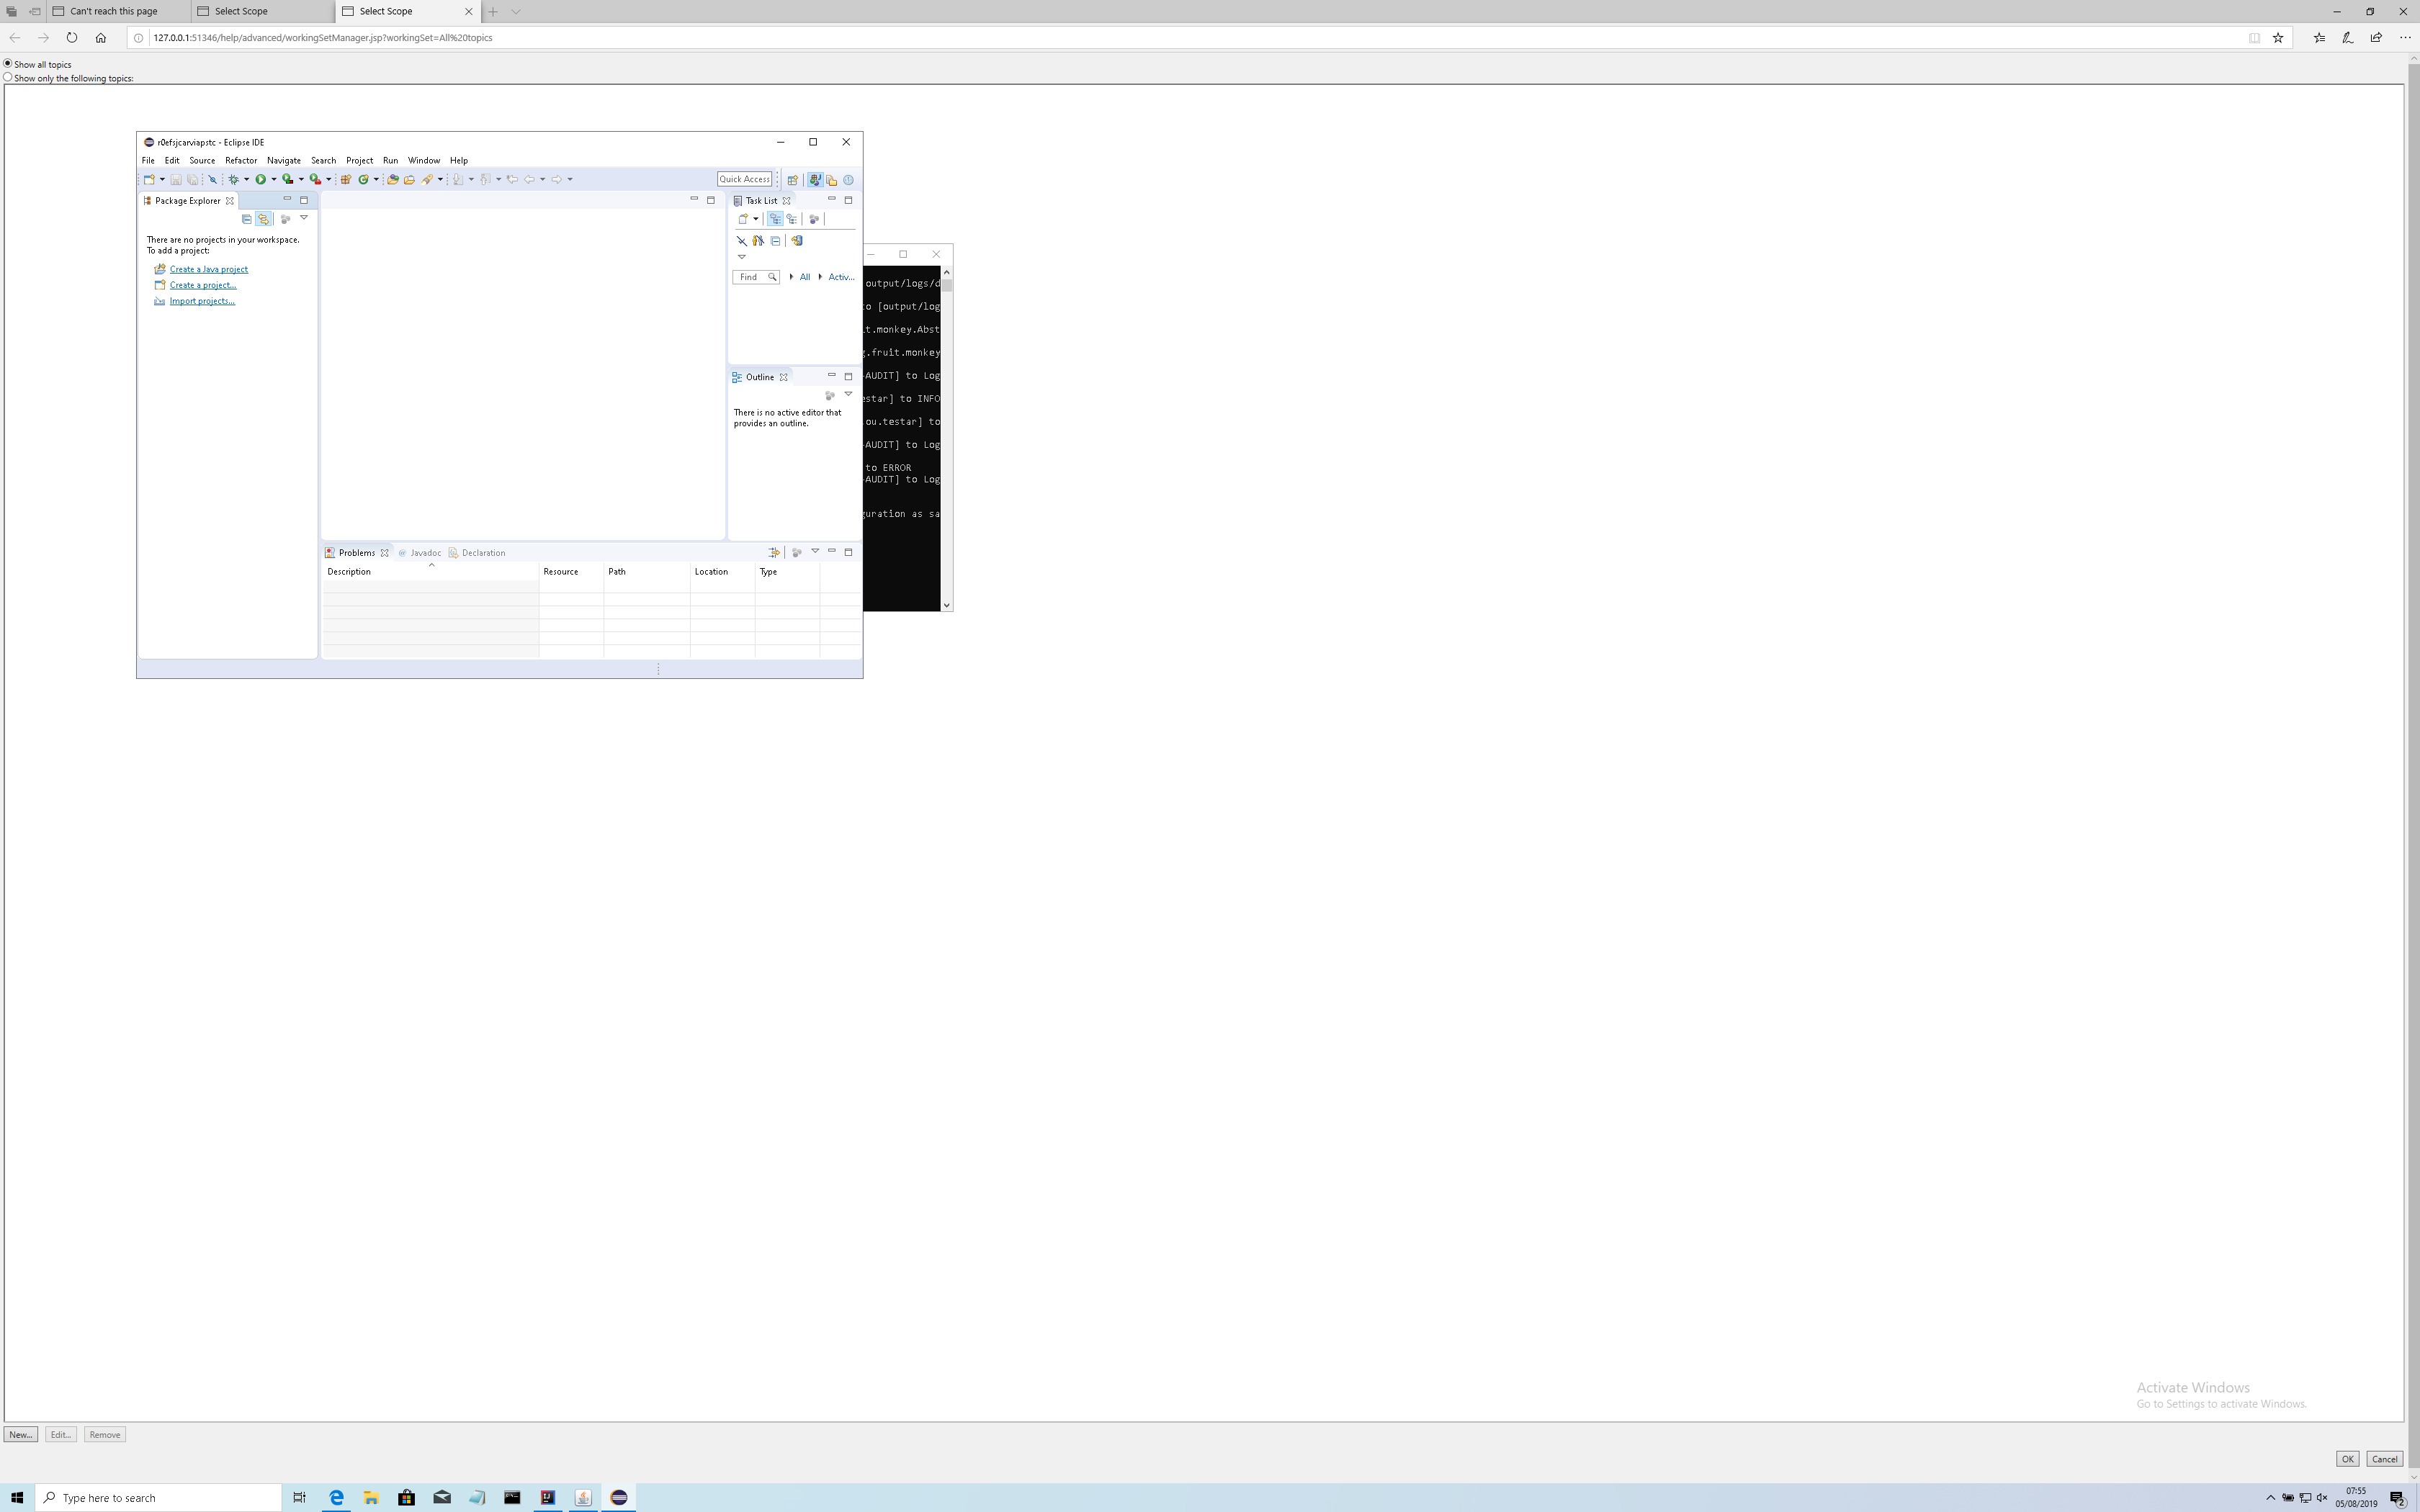 Can't reach this page
Select Scope
Select Scope
127.0.0.1:51346/help/advanced/workingSetManager.jsp?workingSet=All%20topics
Show all topics
Show only the following topics:
r0efsjcarviapstc - Eclipse IDE
File Edit Source Refactor Navigate Search Project Run Window Help
Quick Access
Package Explorer
There are no projects in your workspace.
To add a project:
Create a Java project
Create a project...
Import projects...
Task List
Find
All
Activ...
Outline
There is no active editor that
provides an outline.
Problems
Javadoc
Declaration
Description Resource Path Location Type
output/logs/d
o [output/log
t.monkey.Abst
g.fruit.monkey
-AUDIT] to Log
estar] to INFO
ou.testar] to
-AUDIT] to Log
to ERROR
-AUDIT] to Log
guration as sa
Activate Windows
Go to Settings to activate Windows.
New...
Edit...
Remove
OK
Cancel
Type here to search
07:55
05/08/2019
2